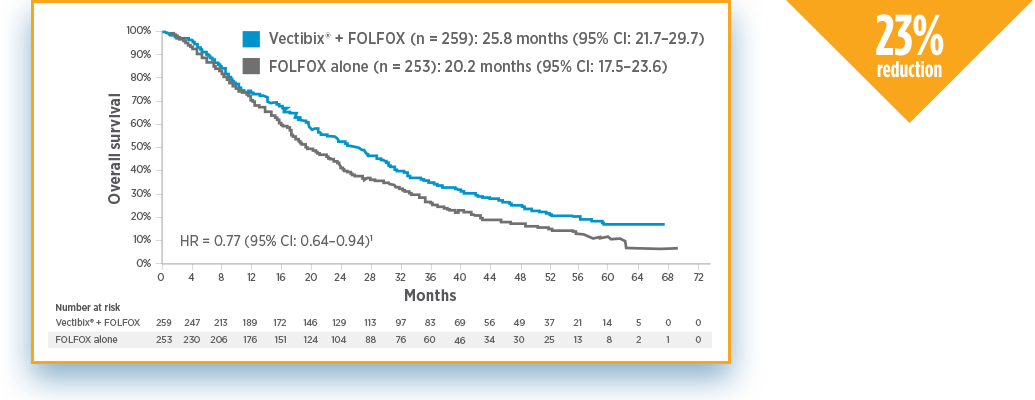 100%
90%
80%
70%
60%
50%
40%
30%
20%
10%
0%
Overall survival
Vectibix® + FOLFOX (n = 259): 25.8 months (95% CI: 21.7–29.7)
FOLFOX alone (n = 253): 20.2 months (95% CI: 17.5–23.6)
HR = 0.77 (95% CI: 0.64–0.94)¹
0 4 8 12 16 20 24 28 32 36 40 44 48 52 56 60 64 68 72
Months
Number at risk
Vectibix® + FOLFOX 259 247 213 189 172 146 129 113 97 83 69 56 49 37 21 14 5 0 0
FOLFOX alone 253 230 206 176 151 124 104 88 76 60 46 34 30 25 13 8 2 1 0
23%
reduction